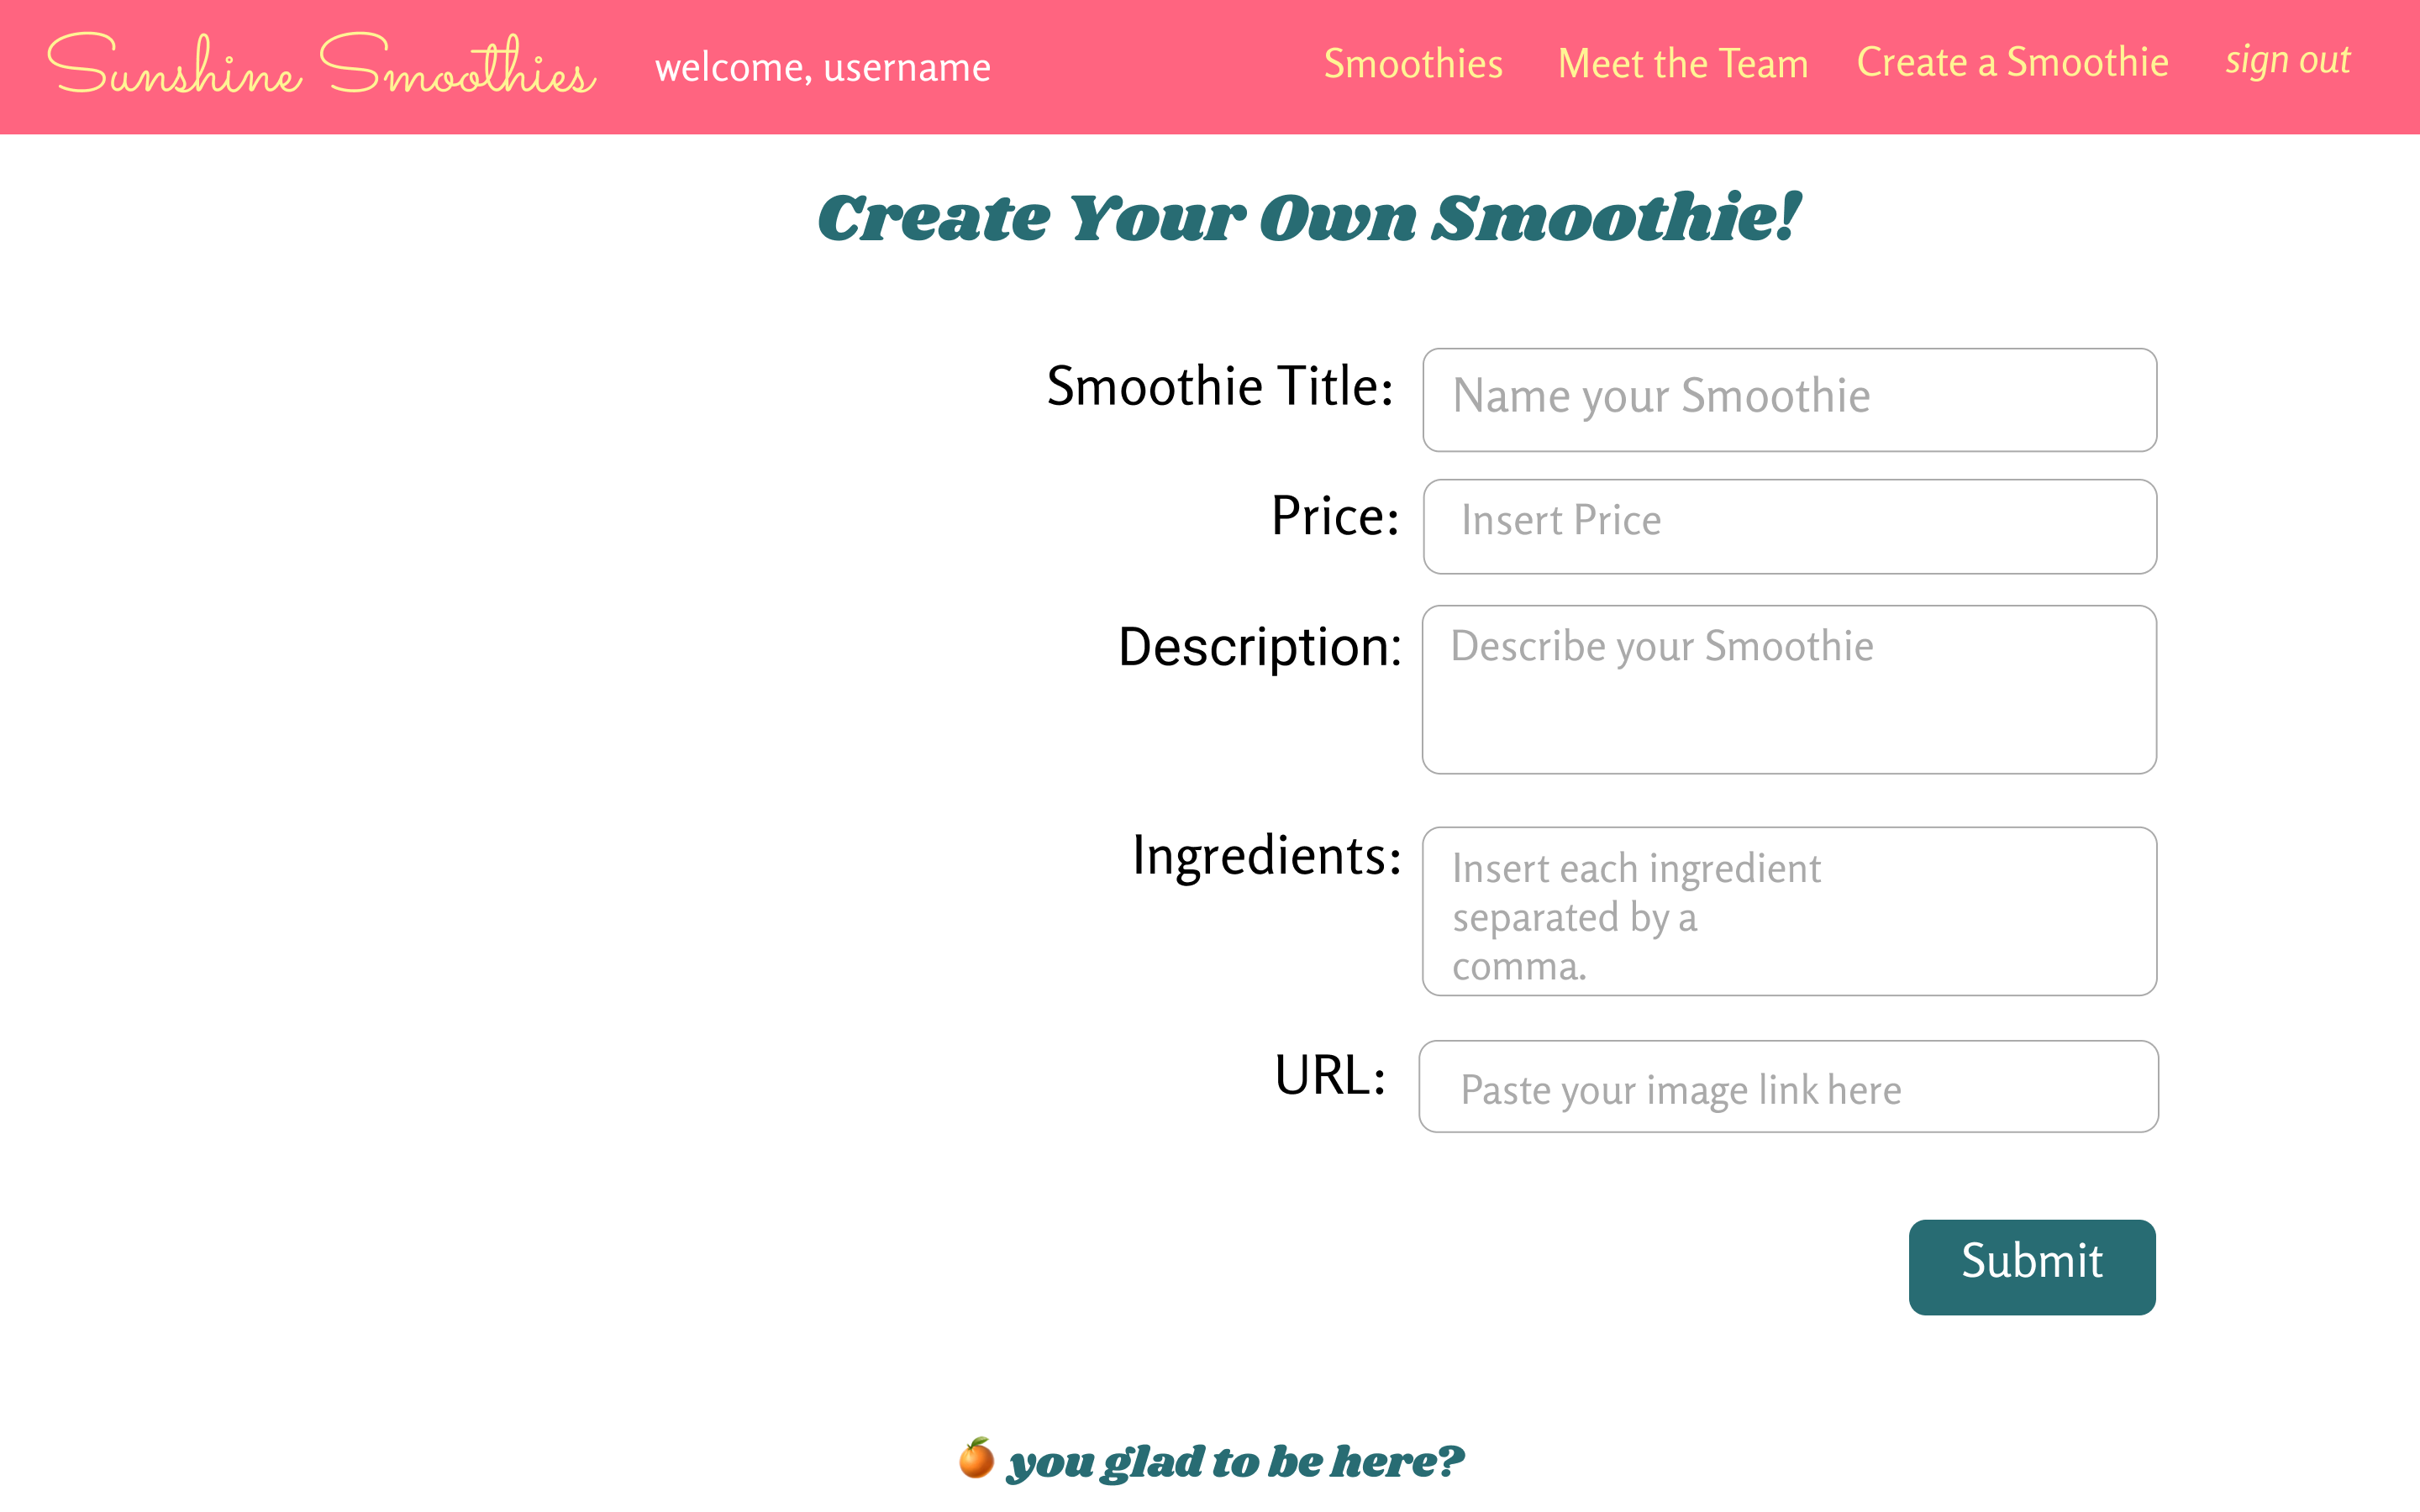 Sunshine Smoothies welcome, username Smoothies Meet the Team Create a Smoothie sign out
Create Your Own Smoothie!
Smoothie Title: Name your Smoothie
Price: Insert Price
Description: Describe your Smoothie
Ingredients: Insert each ingredient
separated by a
comma.
URL: Paste your image link here
Submit
🍊 you glad to be here?